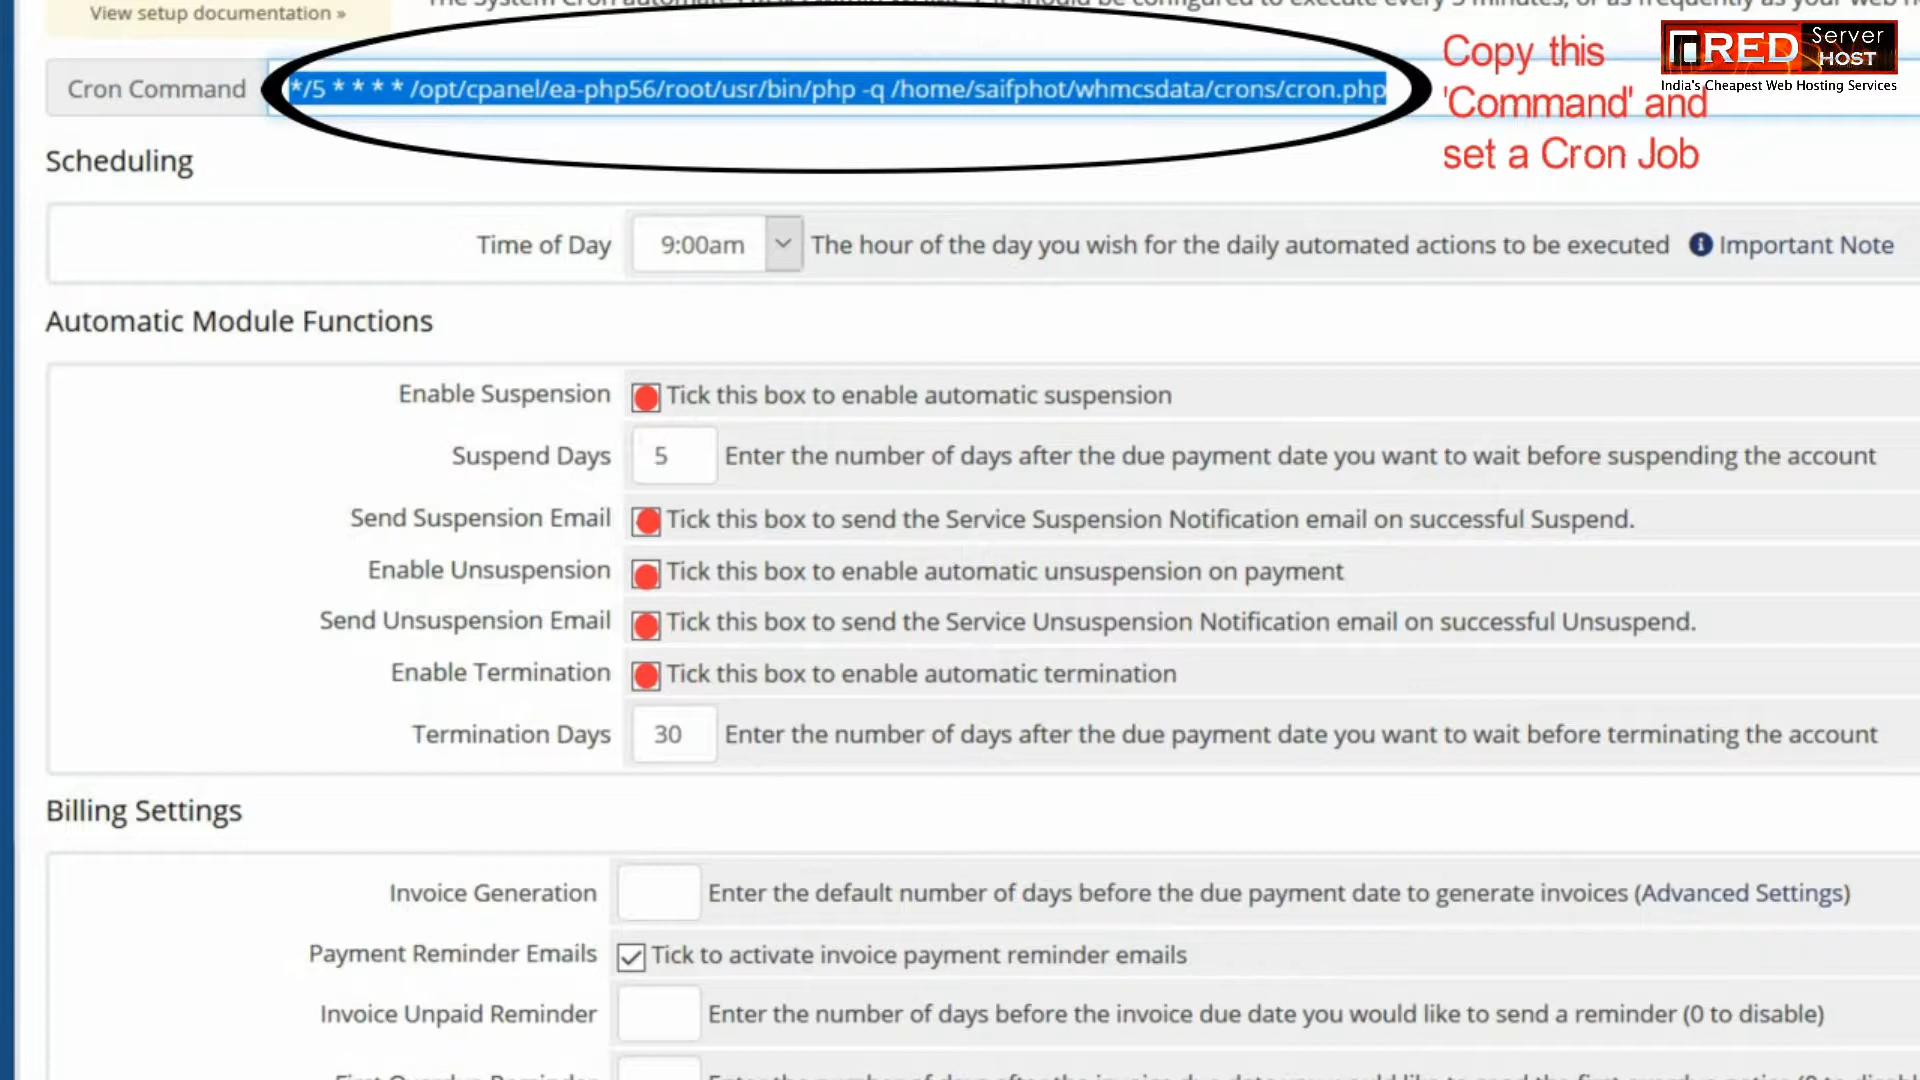 View setup documentation »
Cron Command
*/5 * * * * /opt/cpanel/ea-php56/root/usr/bin/php -q /home/saifphot/whmcsdata/crons/cron.php
Copy this
'Command' and
set a Cron Job
RED Server HOST
India's Cheapest Web Hosting Services
Scheduling
Time of Day 9:00am The hour of the day you wish for the daily automated actions to be executed Important Note
Automatic Module Functions
Enable Suspension Tick this box to enable automatic suspension
Suspend Days 5 Enter the number of days after the due payment date you want to wait before suspending the account
Send Suspension Email Tick this box to send the Service Suspension Notification email on successful Suspend.
Enable Unsuspension Tick this box to enable automatic unsuspension on payment
Send Unsuspension Email Tick this box to send the Service Unsuspension Notification email on successful Unsuspend.
Enable Termination Tick this box to enable automatic termination
Termination Days 30 Enter the number of days after the due payment date you want to wait before terminating the account
Billing Settings
Invoice Generation Enter the default number of days before the due payment date to generate invoices (Advanced Settings)
Payment Reminder Emails Tick to activate invoice payment reminder emails
Invoice Unpaid Reminder Enter the number of days before the invoice due date you would like to send a reminder (0 to disable)